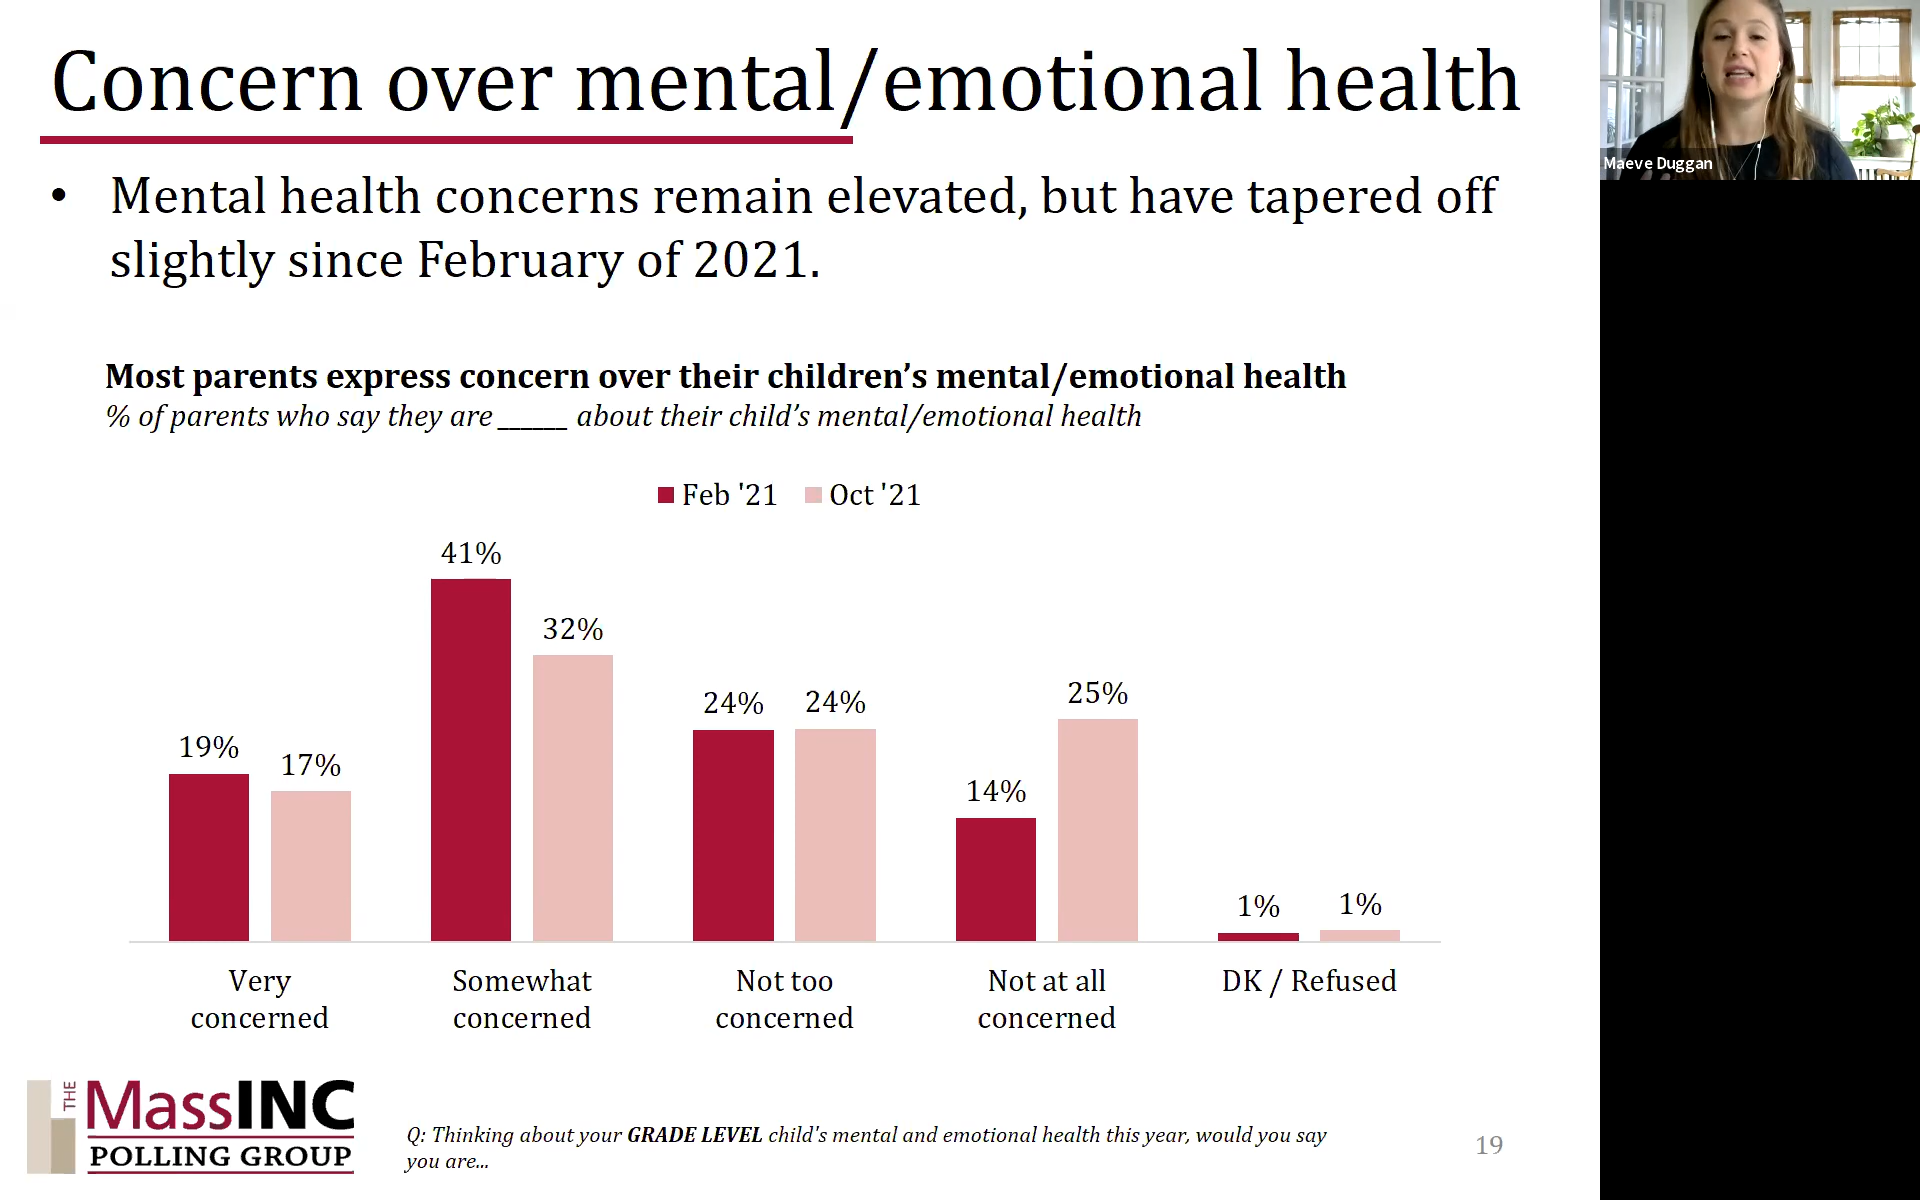 Concern over mental/emotional health
Maeve Duggan
• Mental health concerns remain elevated, but have tapered off
slightly since February of 2021.
Most parents express concern over their children’s mental/emotional health
% of parents who say they are ______ about their child’s mental/emotional health
Feb '21 Oct '21
41%
32%
24% 24%
25%
19%
17%
14%
1% 1%
Very
concerned
Somewhat
concerned
Not too
concerned
Not at all
concerned
DK / Refused
THE
MassINC
POLLING GROUP
Q: Thinking about your GRADE LEVEL child's mental and emotional health this year, would you say
you are...
19